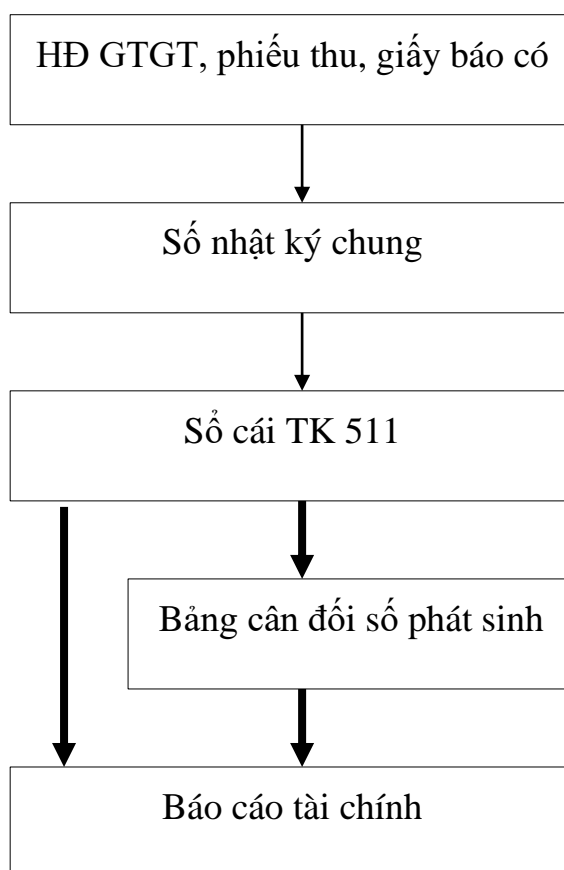 HĐ GTGT, phiếu thu, giấy báo có
Số nhật ký chung
Sổ cái TK 511
Bảng cân đối số phát sinh
Báo cáo tài chính